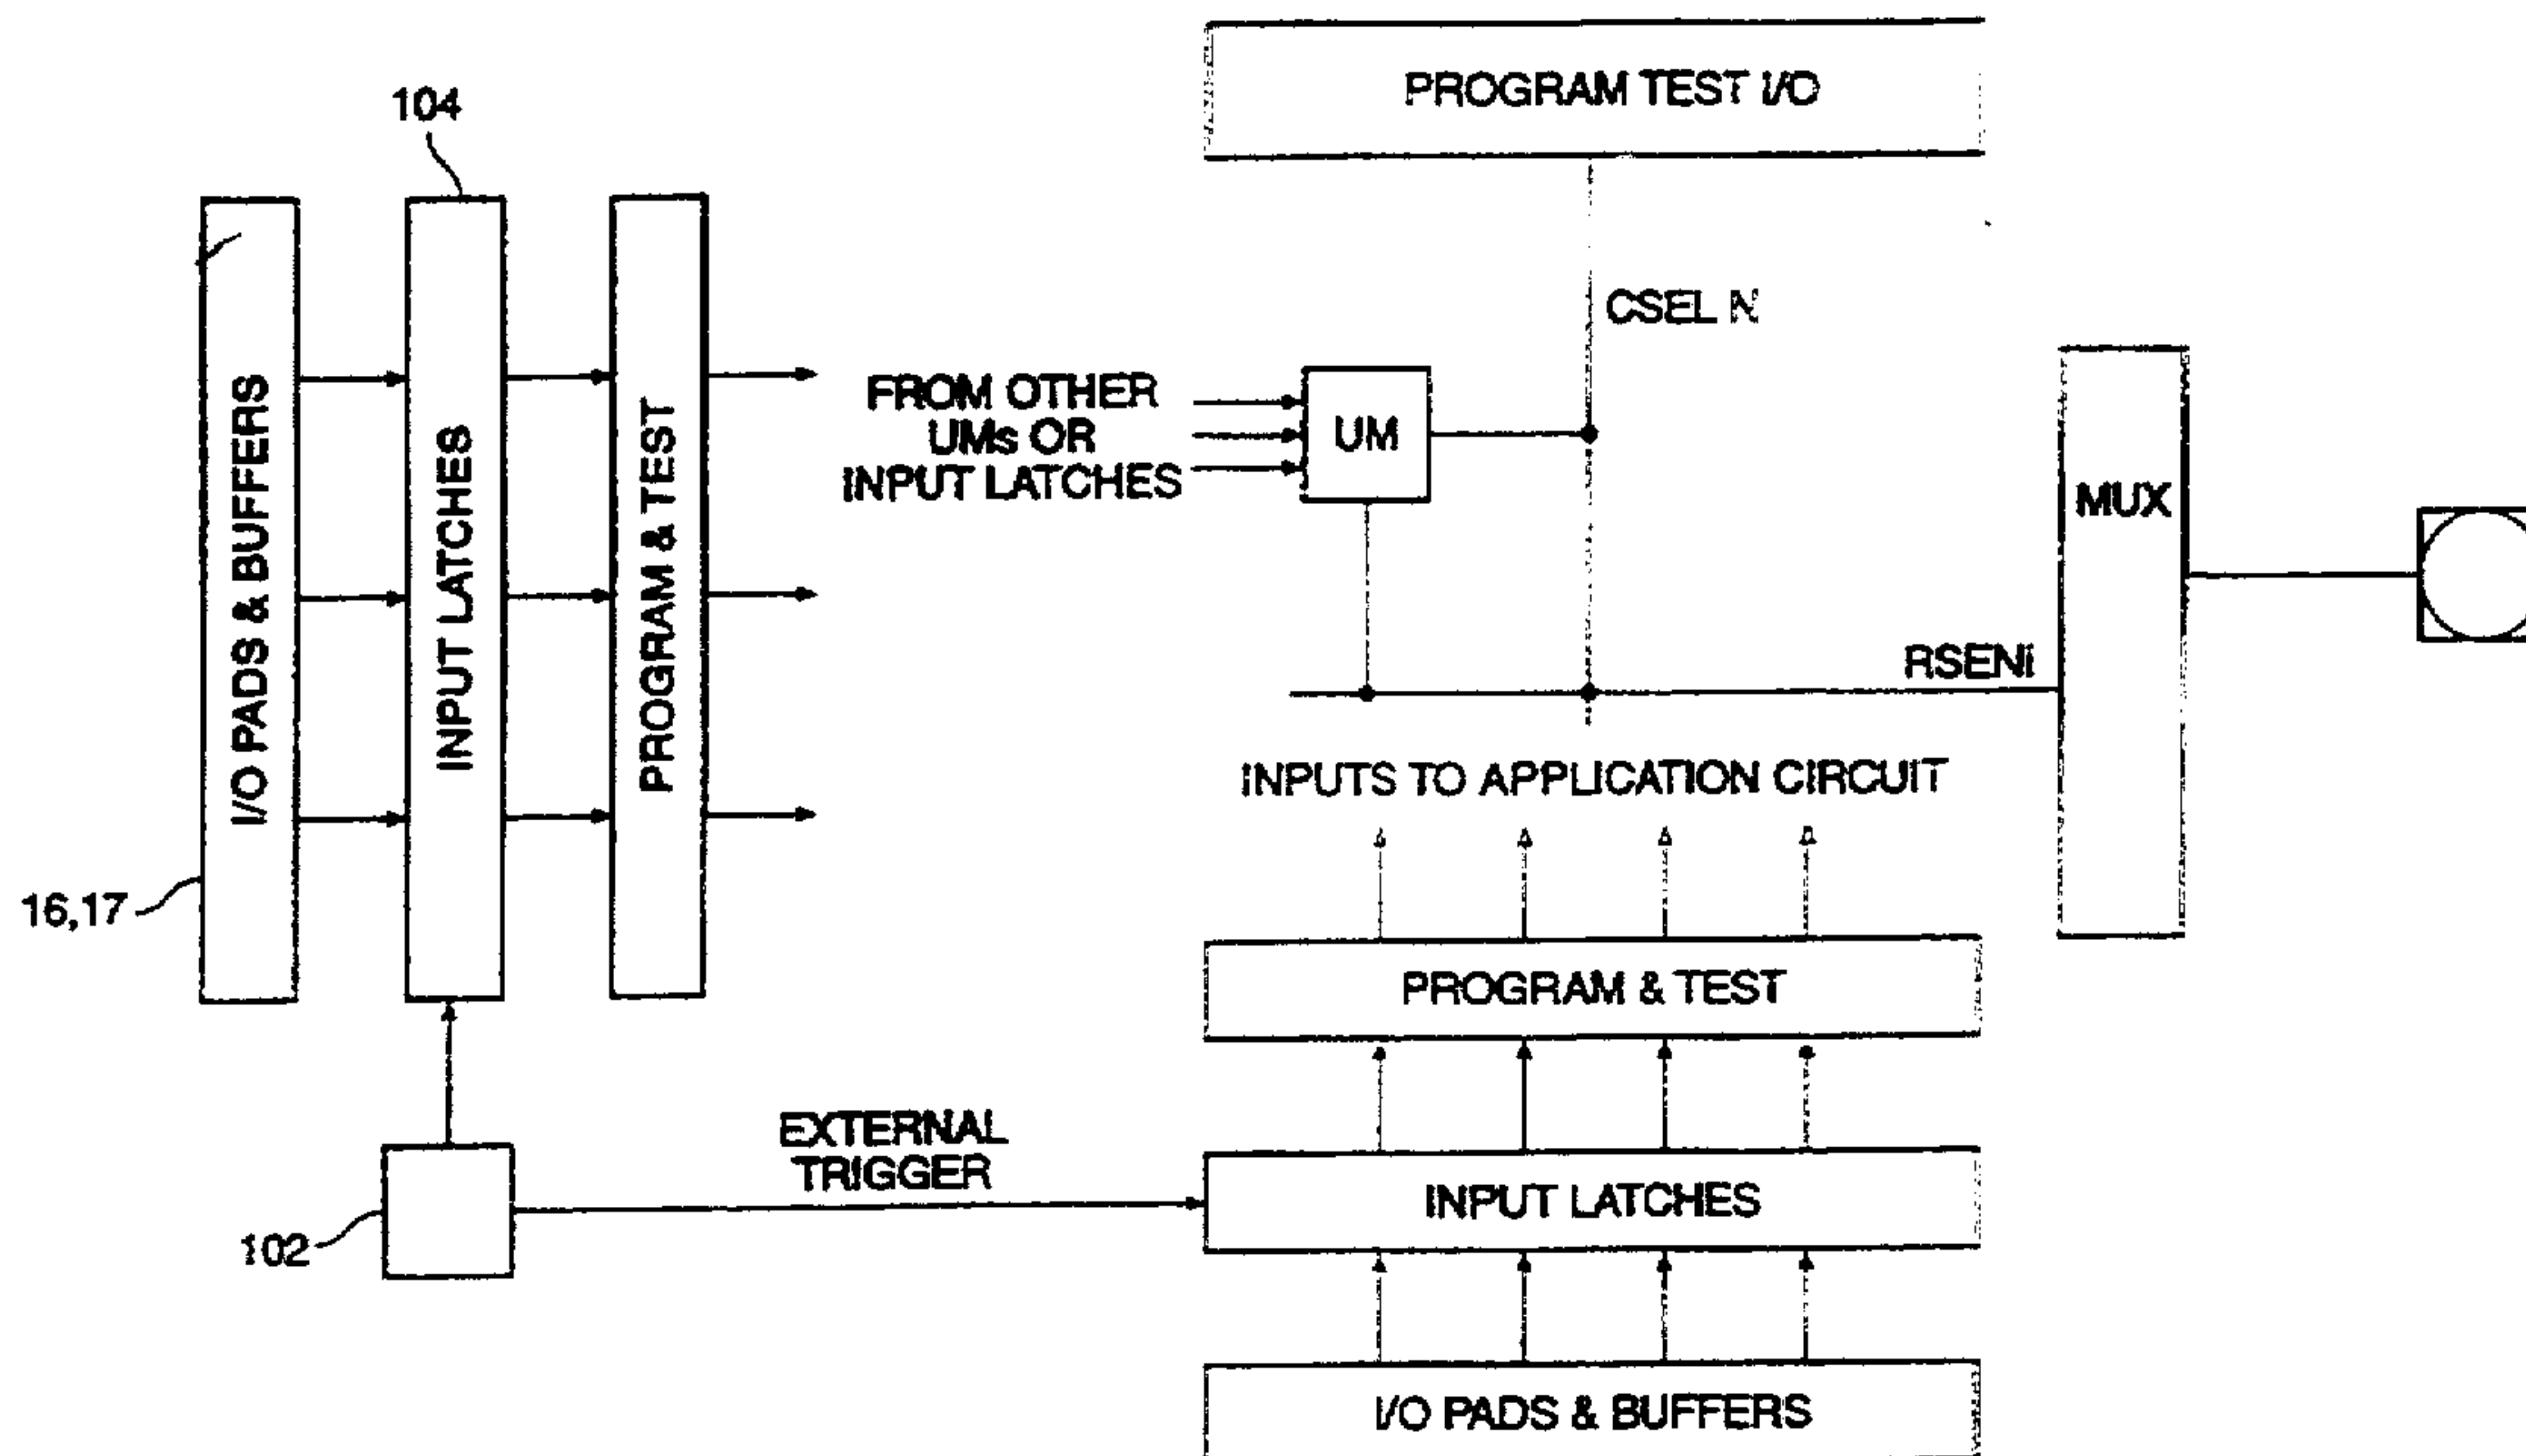 PROGRAM TEST I/O
104
CSEL N
I/O PADS & BUFFERS
INPUT LATCHES
PROGRAM & TEST
FROM OTHER
UMs OR
INPUT LATCHES
UM
MUX
RSENi
INPUTS TO APPLICATION CIRCUIT
16,17
PROGRAM & TEST
EXTERNAL
TRIGGER
INPUT LATCHES
102
I/O PADS & BUFFERS